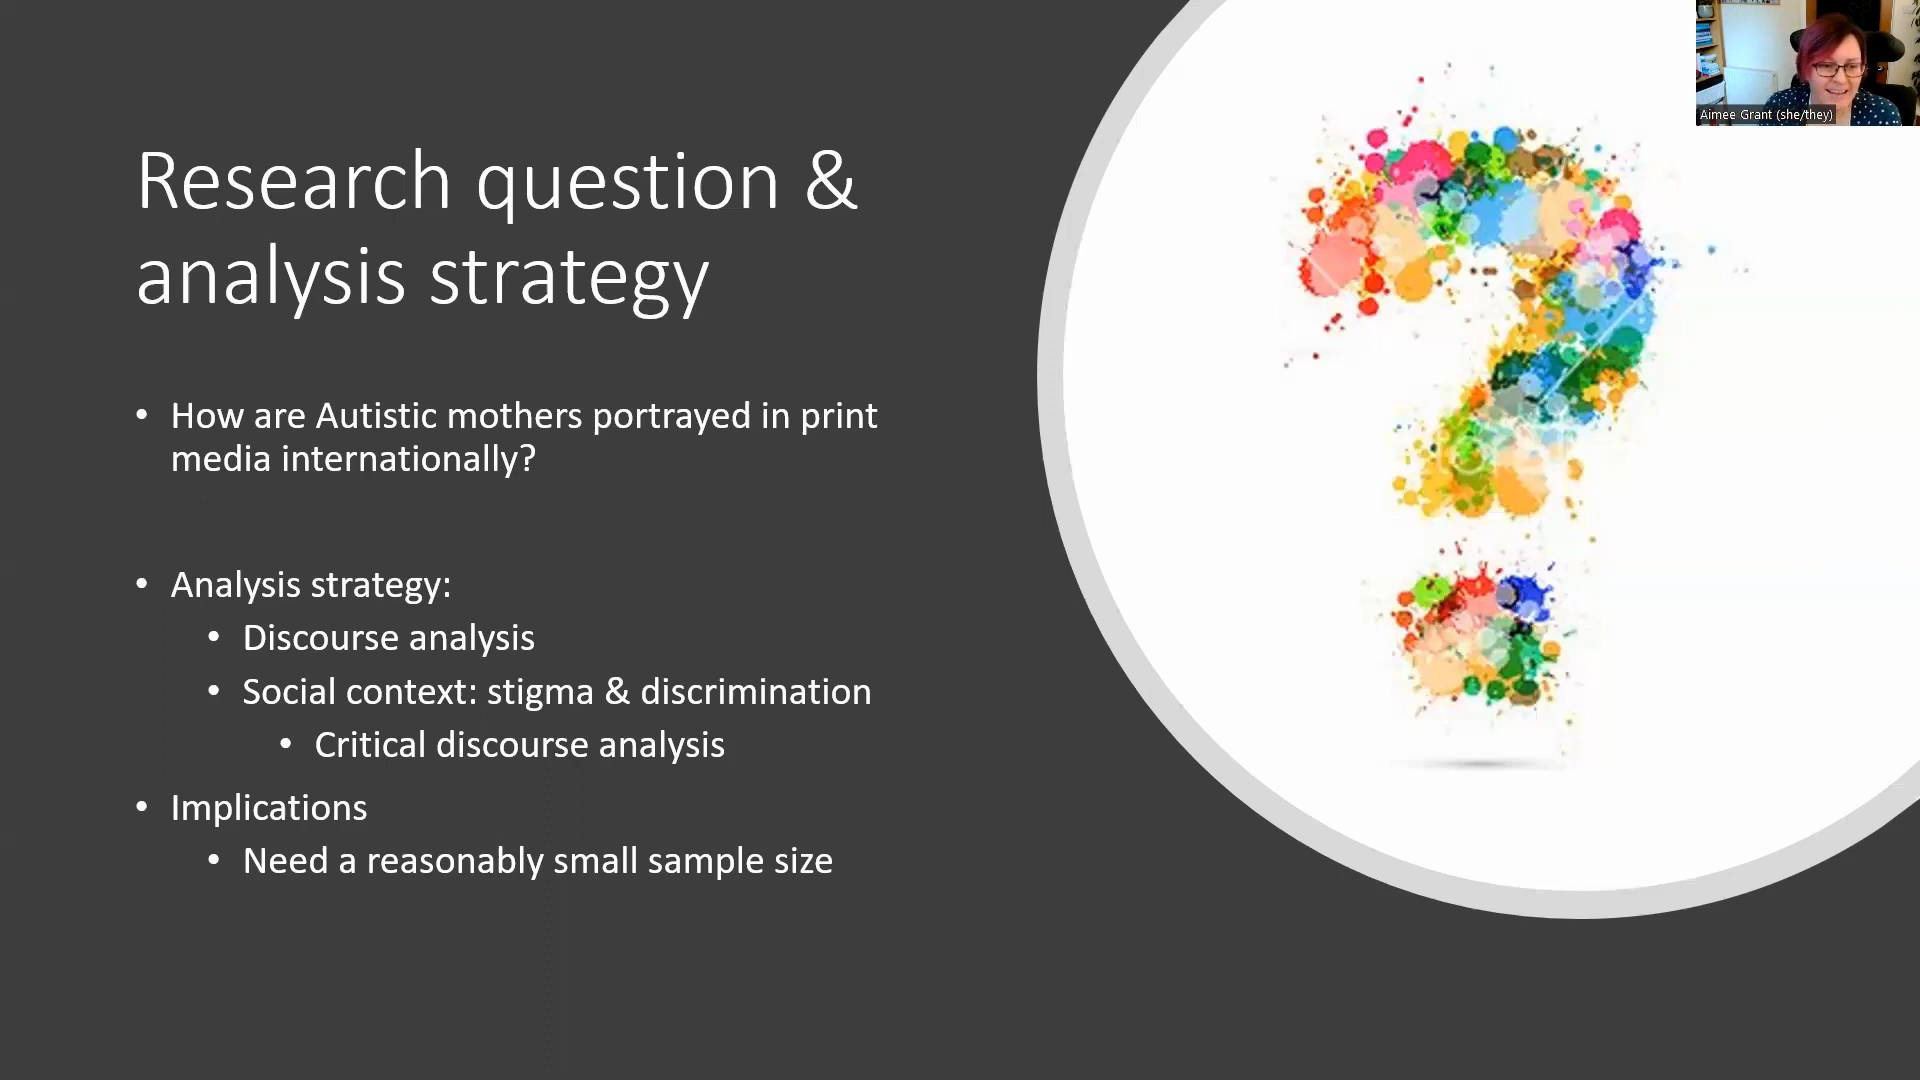 Research question &
analysis strategy
• How are Autistic mothers portrayed in print
media internationally?
• Analysis strategy:
• Discourse analysis
• Social context: stigma & discrimination
• Critical discourse analysis
• Implications
• Need a reasonably small sample size
Aimee Grant (she/they)